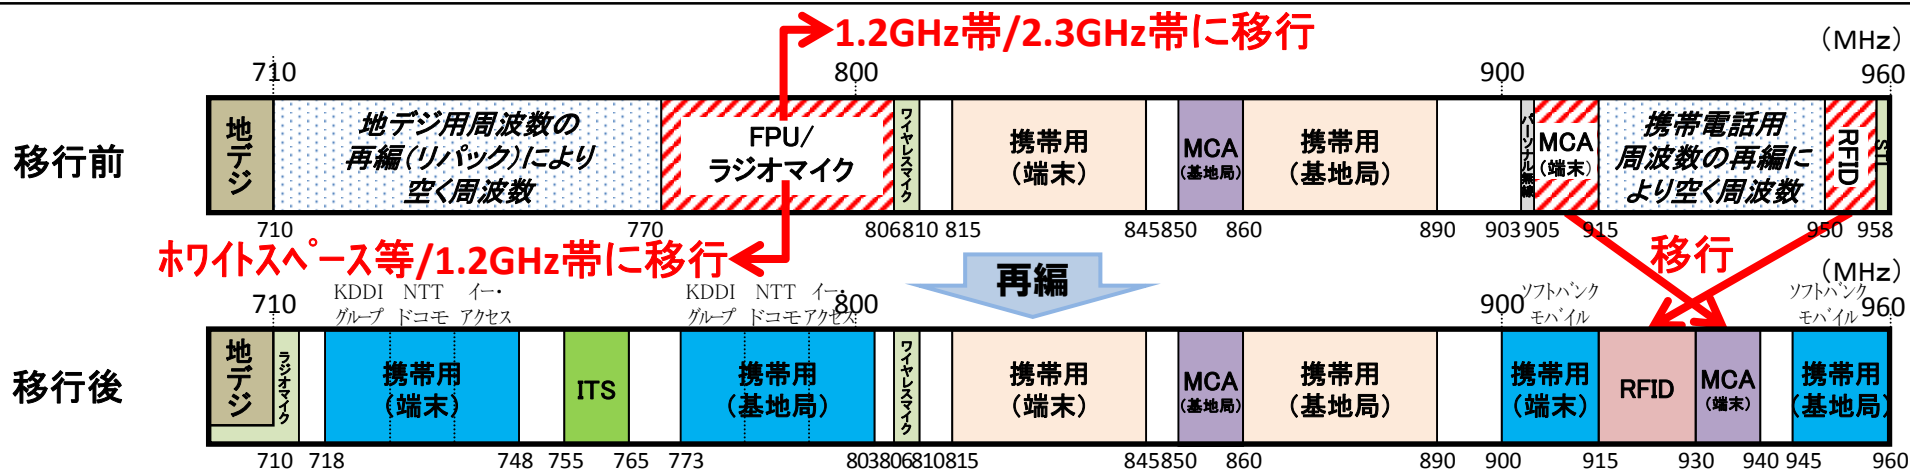 1.2GHz帯/2.3GHz帯に移行
(MHz)
710 800 900 960
移行前
地デジ
地デジ用周波数の
再編(リパック)により
空く周波数
FPU/
ラジオマイク
ワイヤレスマイク
携帯用
(端末)
MCA
(基地局)
携帯用
(基地局)
パーソナル無線
MCA
(端末)
携帯電話用
周波数の再編に
より空く周波数
RFID
STL
710 770 806 810 815 845 850 860 890 903 905 915 950 958
ホワイトスペース等/1.2GHz帯に移行
再編
移行
(MHz)
710 800 900 960
KDDI
グループ
NTT
ドコモ
イー・
アクセス
KDDI
グループ
NTT
ドコモ
イー・
アクセス
ソフトバンク
モバイル
ソフトバンク
モバイル
移行後
地デジ
ラジオマイク
携帯用
(端末)
ITS
携帯用
(基地局)
ワイヤレスマイク
携帯用
(端末)
MCA
(基地局)
携帯用
(基地局)
携帯用
(端末)
RFID
MCA
(端末)
携帯用
(基地局)
710 718 748 755 765 773 803 806 810 815 845 850 860 890 900 915 930 940 945 960